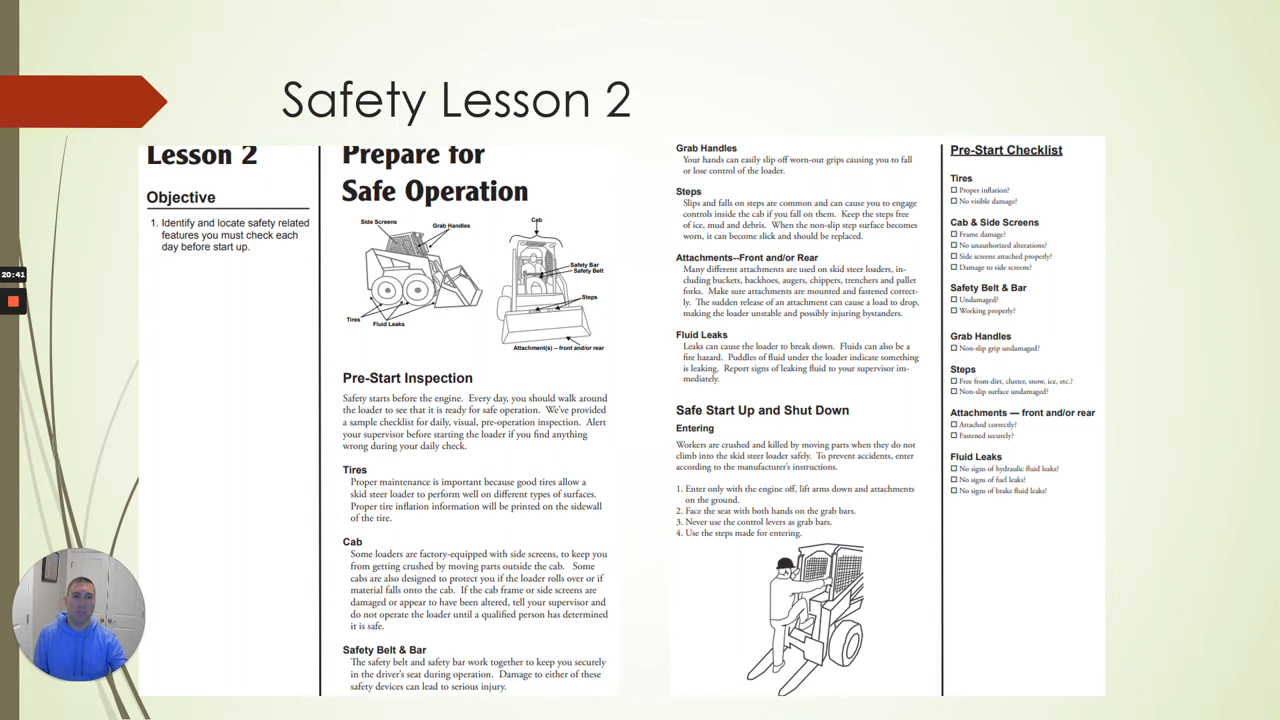 Safety Lesson 2
20:41
Lesson 2
Objective
1. Identify and locate safety related
features you must check each
day before start up.
Prepare for
Safe Operation
Side Screens
Grab Handles
Cab
Safety Bar
Safety Belt
Steps
Tires
Fluid Leaks
Attachment(s) -- front and/or rear
Pre-Start Inspection
Safety starts before the engine. Every day, you should walk around
the loader to see that it is ready for safe operation. We've provided
a sample checklist for daily, visual, pre-operation inspection. Alert
your supervisor before starting the loader if you find anything
wrong during your daily check.
Tires
Proper maintenance is important because good tires allow a
skid steer loader to perform well on different types of surfaces.
Proper tire inflation information will be printed on the sidewall
of the tire.
Cab
Some loaders are factory-equipped with side screens, to keep you
from getting crushed by moving parts outside the cab. Some
cabs are also designed to protect you if the loader rolls over or if
material falls onto the cab. If the cab frame or side screens are
damaged or appear to have been altered, tell your supervisor and
do not operate the loader until a qualified person has determined
it is safe.
Safety Belt & Bar
The safety belt and safety bar work together to keep you securely
in the driver's seat during operation. Damage to either of these
safety devices can lead to serious injury.
Grab Handles
Your hands can easily slip off worn-out grips causing you to fall
or lose control of the loader.
Steps
Slips and falls on steps are common and can cause you to engage
controls inside the cab if you fall on them. Keep the steps free
of ice, mud and debris. When the non-slip step surface becomes
worn, it can become slick and should be replaced.
Attachments--Front and/or Rear
Many different attachments are used on skid steer loaders, in-
cluding buckets, backhoes, augers, chippers, trenchers and pallet
forks. Make sure attachments are mounted and fastened correct-
ly. The sudden release of an attachment can cause a load to drop,
making the loader unstable and possibly injuring bystanders.
Fluid Leaks
Leaks can cause the loader to break down. Fluids can also be a
fire hazard. Puddles of fluid under the loader indicate something
is leaking. Report signs of leaking fluid to your supervisor im-
mediately.
Safe Start Up and Shut Down
Entering
Workers are crushed and killed by moving parts when they do not
climb into the skid steer loader safely. To prevent accidents, enter
according to the manufacturer's instructions.
1. Enter only with the engine off, lift arms down and attachments
on the ground.
2. Face the seat with both hands on the grab bars.
3. Never use the control levers as grab bars.
4. Use the steps made for entering.
Pre-Start Checklist
Tires
☐ Proper inflation?
☐ No visible damage?
Cab & Side Screens
☐ Frame damage?
☐ No unauthorized alterations?
☐ Side screens attached properly?
☐ Damage to side screens?
Safety Belt & Bar
☐ Undamaged?
☐ Working properly?
Grab Handles
☐ Non-slip grip undamaged?
Steps
☐ Free from dirt, clutter, snow, ice, etc.?
☐ Non-slip surface undamaged?
Attachments — front and/or rear
☐ Attached correctly?
☐ Fastened securely?
Fluid Leaks
☐ No signs of hydraulic fluid leaks?
☐ No signs of fuel leaks?
☐ No signs of brake fluid leaks?